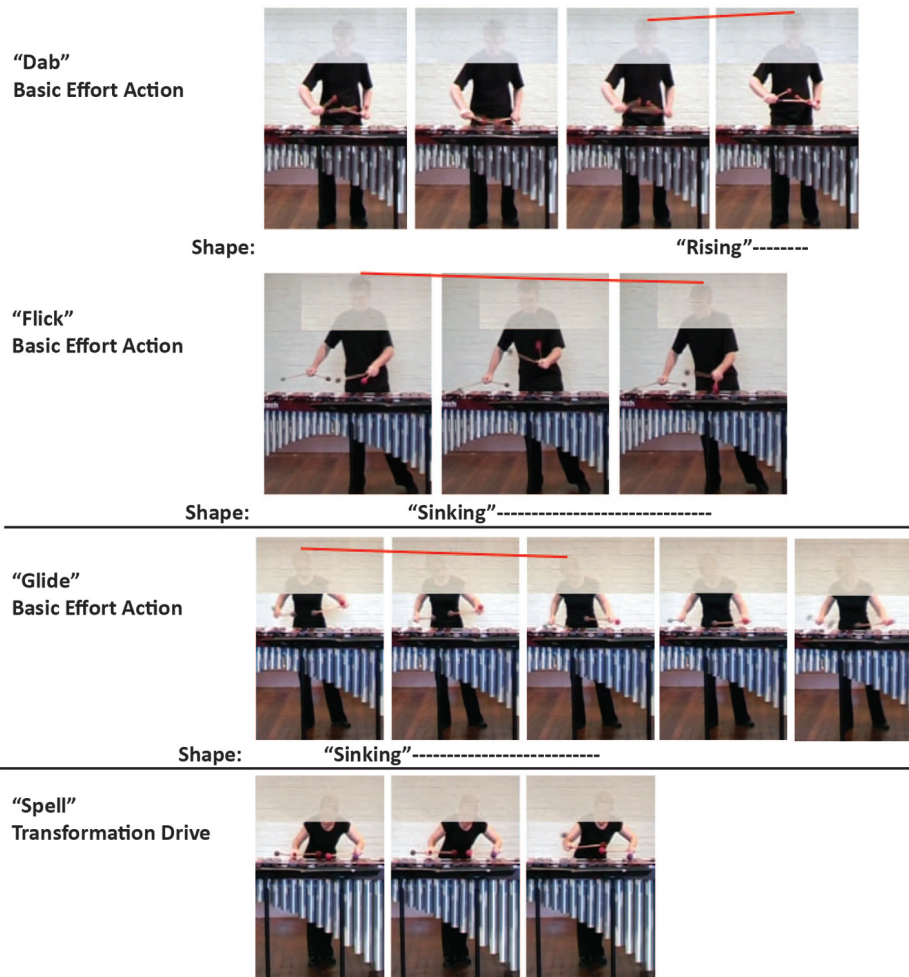 “Dab”
Basic Effort Action
Shape: “Rising”--------
“Flick”
Basic Effort Action
Shape: “Sinking”-------------------------------
“Glide”
Basic Effort Action
Shape: “Sinking”---------------------------
“Spell”
Transformation Drive